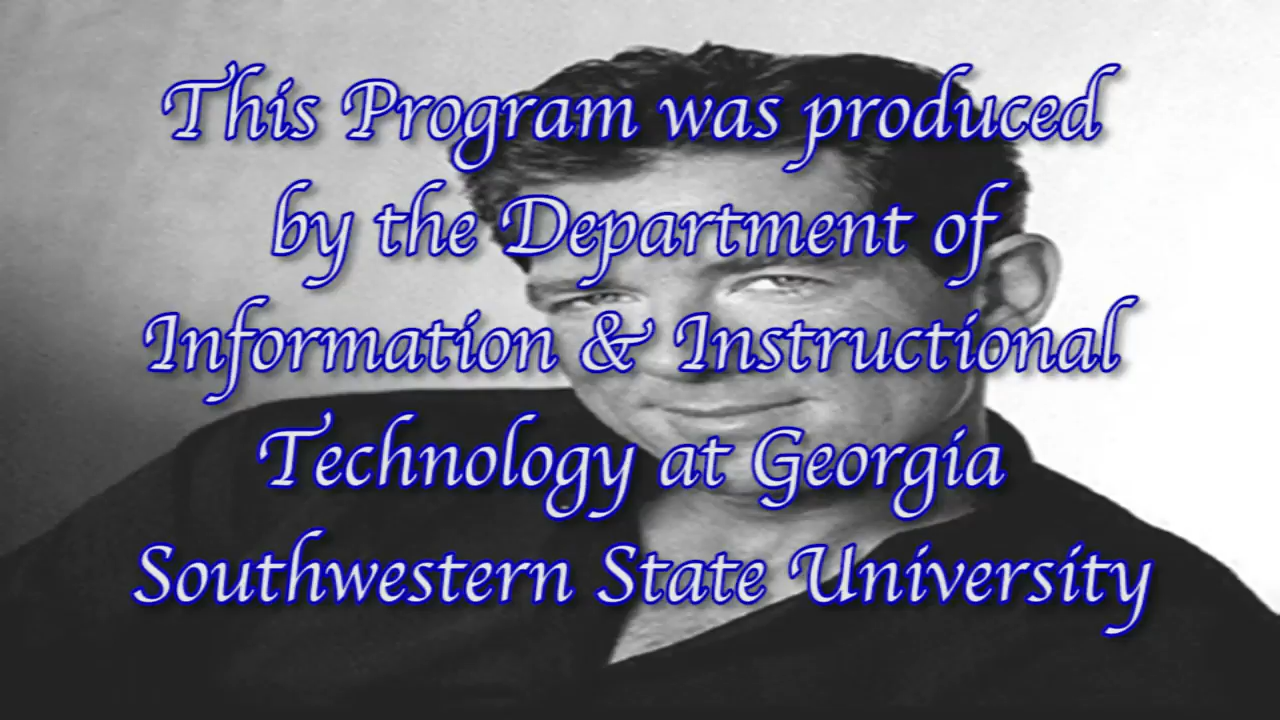 This Program was produced
by the Department of
Information & Instructional
Technology at Georgia
Southwestern State University